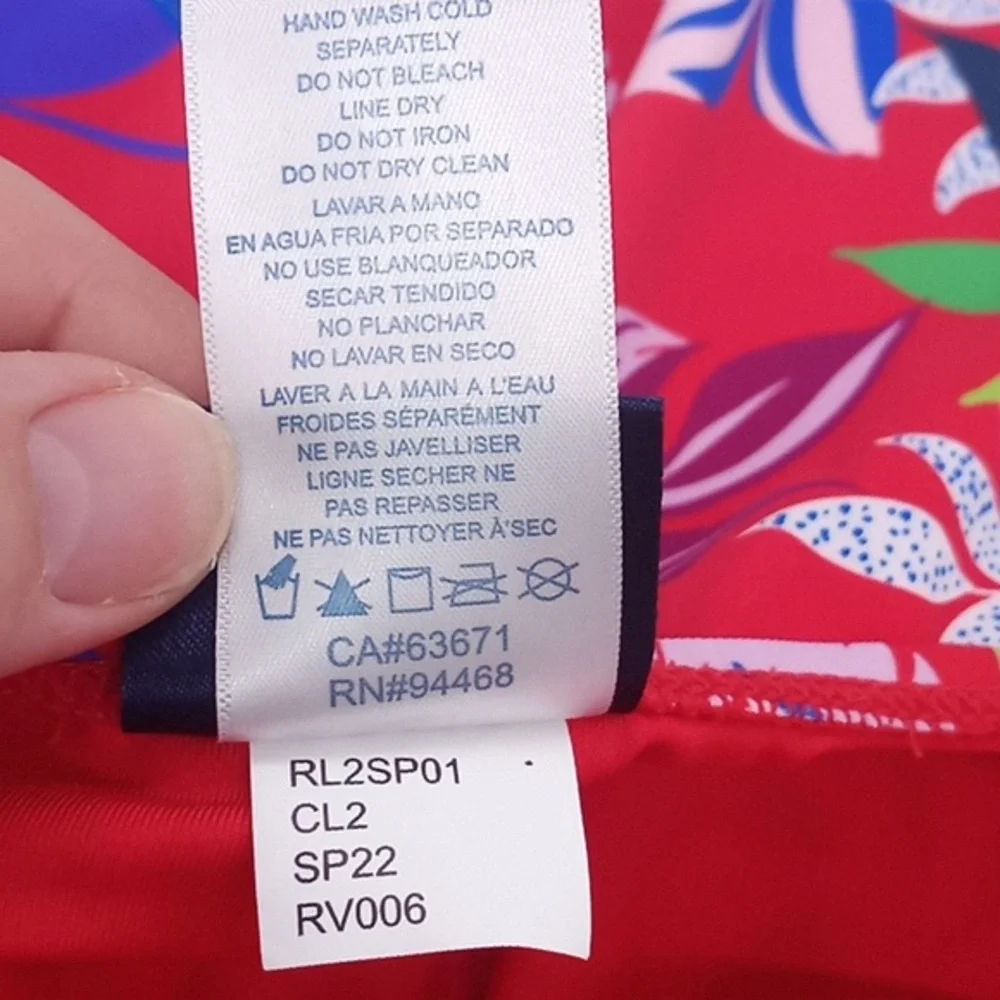 HAND WASH COLD
SEPARATELY
DO NOT BLEACH
LINE DRY
DO NOT IRON
DO NOT DRY CLEAN
LAVAR A MANO
EN AGUA FRIA POR SEPARADO
NO USE BLANQUEADOR
SECAR TENDIDO
NO PLANCHAR
NO LAVAR EN SECO
LAVER A LA MAIN A L'EAU
FROIDES SÉPARÉMENT
NE PAS JAVELLISER
LIGNE SECHER NE
PAS REPASSER
NE PAS NETTOYER À'SEC
CA#63671
RN#94468
RL2SP01
CL2
SP22
RV006